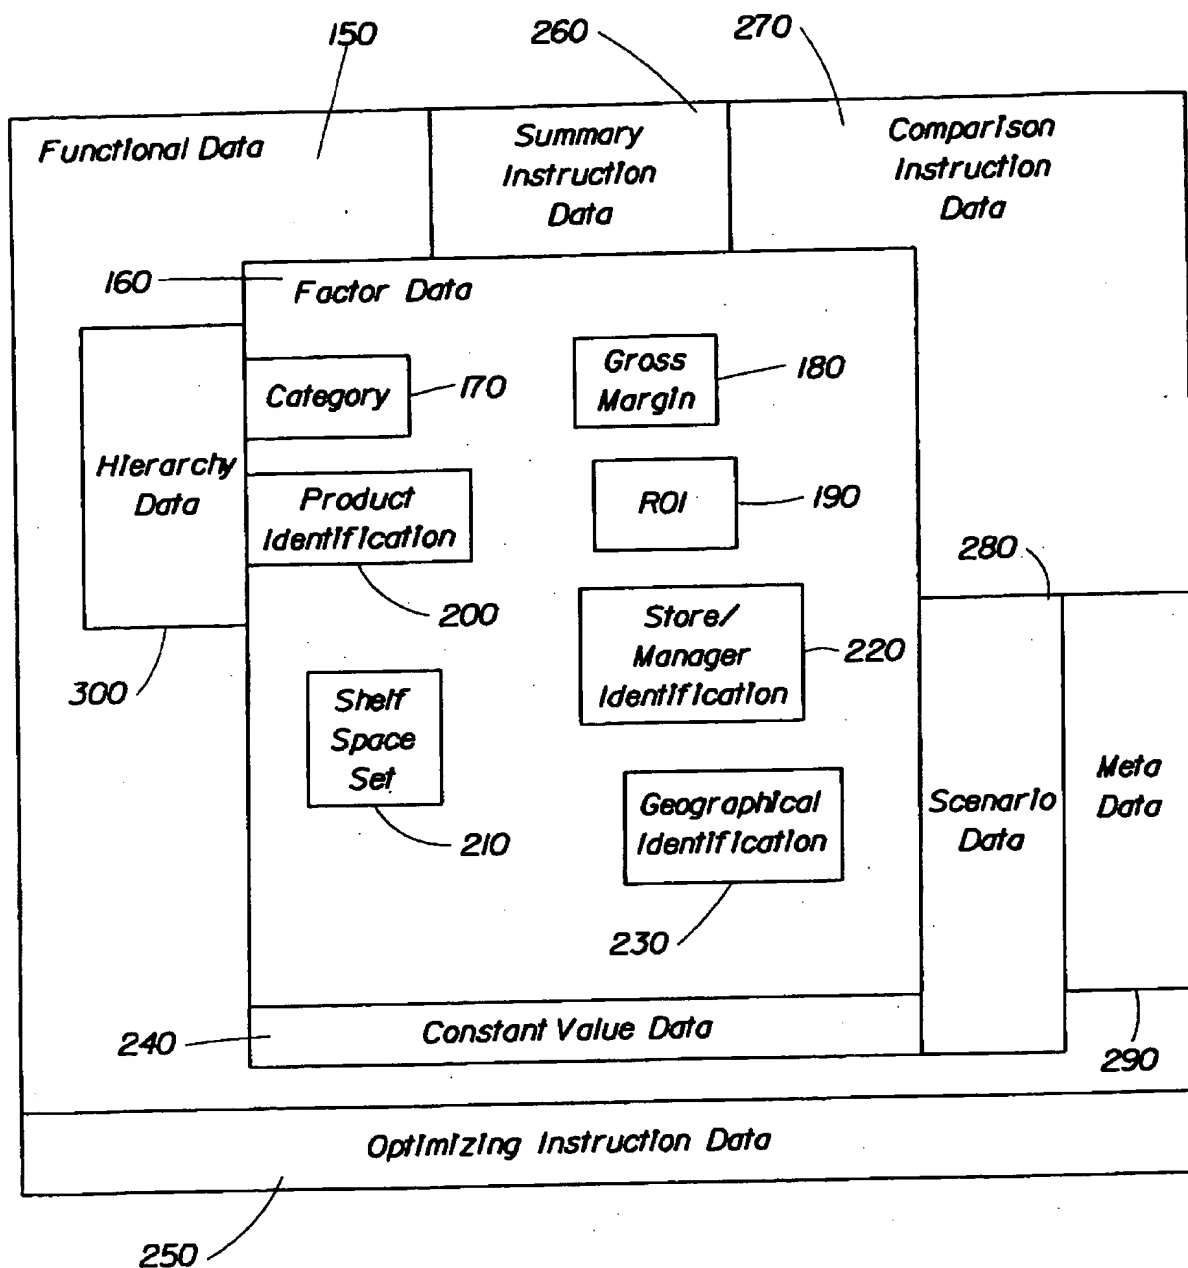 150
260
270
Functional Data
Summary
Instruction
Data
Comparison
Instruction
Data
160
Factor Data
Hierarchy
Data
Category
170
Gross
Margin
180
Product
Identification
200
ROI
190
280
300
Store/
Manager
Identification
220
Shelf
Space
Set
210
Geographical
Identification
230
Scenario
Data
Meta
Data
240
Constant Value Data
290
Optimizing Instruction Data
250